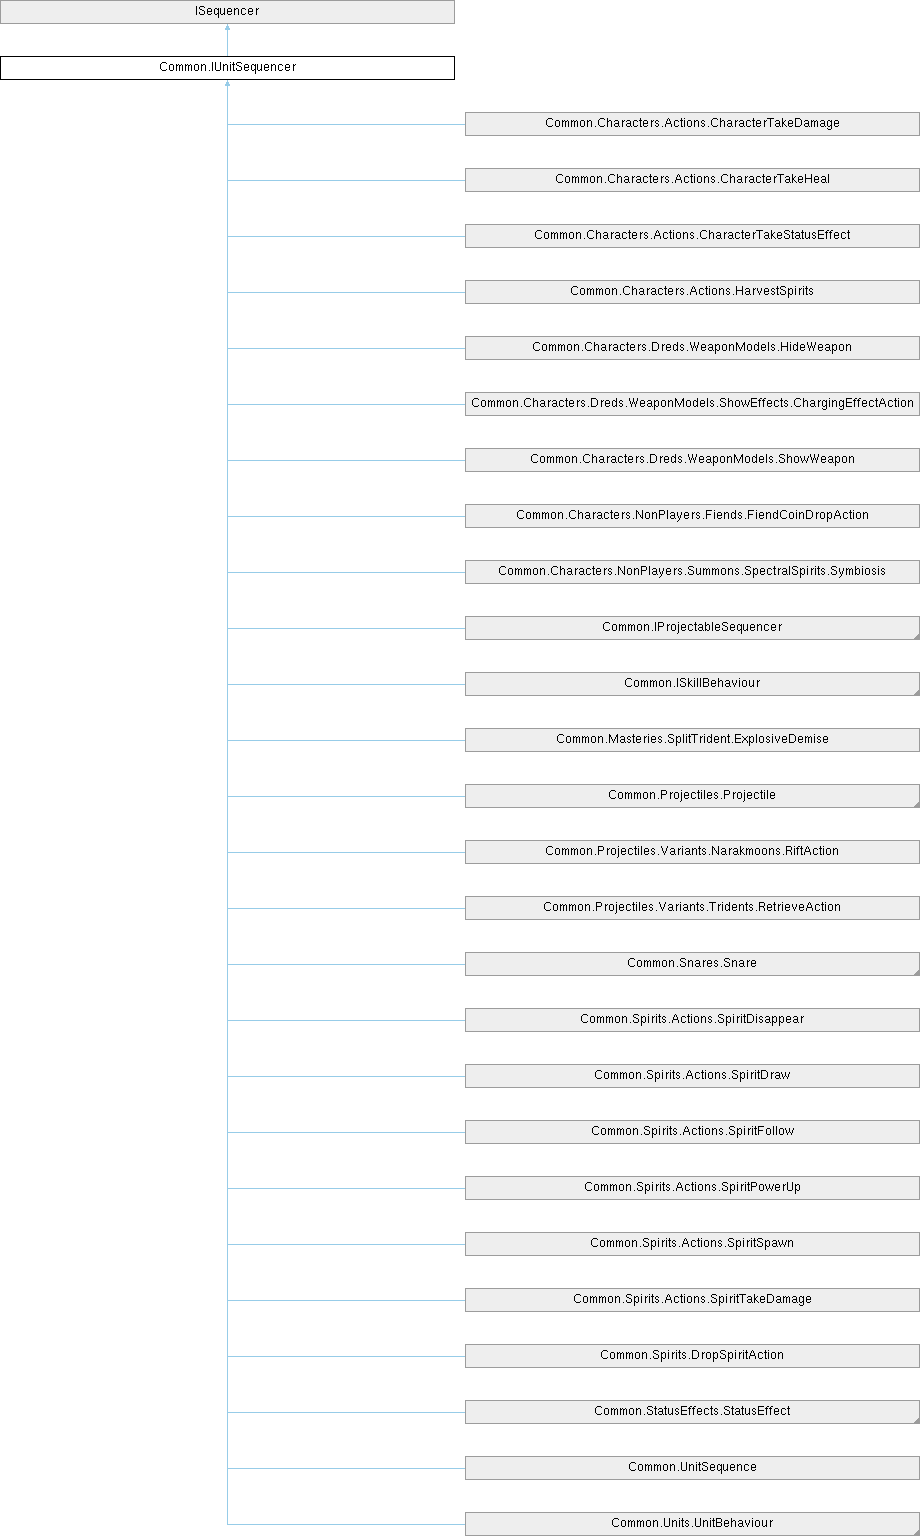 ISequencer
Common.IUnitSequencer
Common.Characters.Actions.CharacterTakeDamage
Common.Characters.Actions.CharacterTakeHeal
Common.Characters.Actions.CharacterTakeStatusEffect
Common.Characters.Actions.HarvestSpirits
Common.Characters.Dreds.WeaponModels.HideWeapon
Common.Characters.Dreds.WeaponModels.ShowEffects.ChargingEffectAction
Common.Characters.Dreds.WeaponModels.ShowWeapon
Common.Characters.NonPlayers.Fiends.FiendCoinDropAction
Common.Characters.NonPlayers.Summons.SpectralSpirits.Symbiosis
Common.IProjectableSequencer
Common.ISkillBehaviour
Common.Masteries.SplitTrident.ExplosiveDemise
Common.Projectiles.Projectile
Common.Projectiles.Variants.Narakmoons.RiftAction
Common.Projectiles.Variants.Tridents.RetrieveAction
Common.Snares.Snare
Common.Spirits.Actions.SpiritDisappear
Common.Spirits.Actions.SpiritDraw
Common.Spirits.Actions.SpiritFollow
Common.Spirits.Actions.SpiritPowerUp
Common.Spirits.Actions.SpiritSpawn
Common.Spirits.Actions.SpiritTakeDamage
Common.Spirits.DropSpiritAction
Common.StatusEffects.StatusEffect
Common.UnitSequence
Common.Units.UnitBehaviour